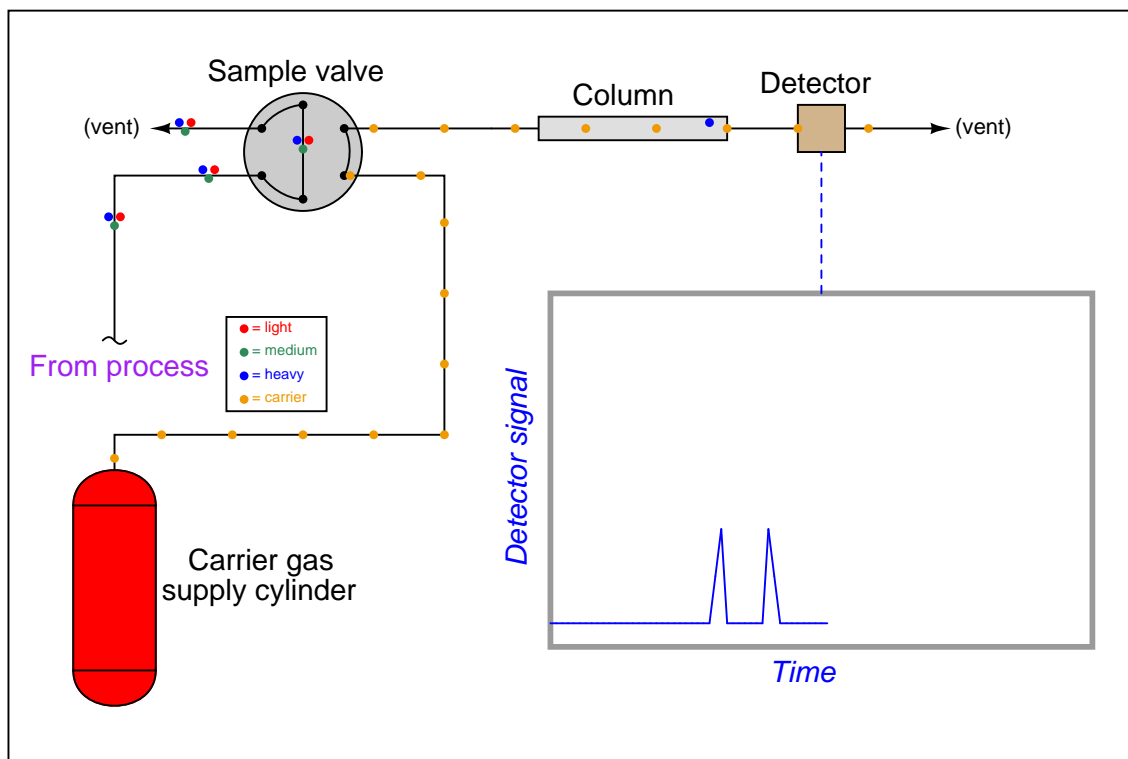 Sample valve
Column
Detector
(vent)
(vent)
= light
= medium
= heavy
= carrier
From process
Detector signal
Carrier gas
supply cylinder
Time